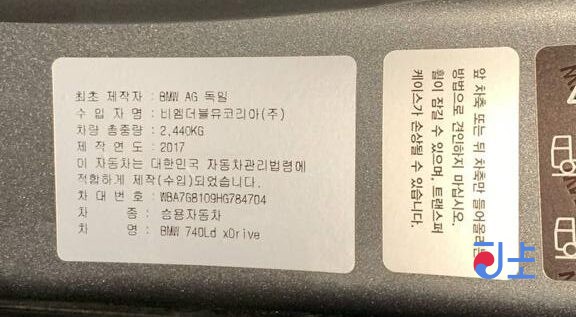 최초 제작자 : BMW AG 독일
수 입 자 명 : 비엠더블유코리아(주)
차량 총중량 : 2,440KG
제 작 연 도 : 2017
이 자동차는 대한민국 자동차관리법령에
적합하게 제작(수입)되었습니다.
차 대 번 호 : WBA7G8109HG784704
차 종 : 승용자동차
차 명 : BMW 740Ld xDrive
앞 차축 또는 뒤 차축만 들어올리는
방법으로 견인하지 마십시오.
휠이 잠길 수 있으며, 트랜스퍼
케이스가 손상될 수 있습니다.